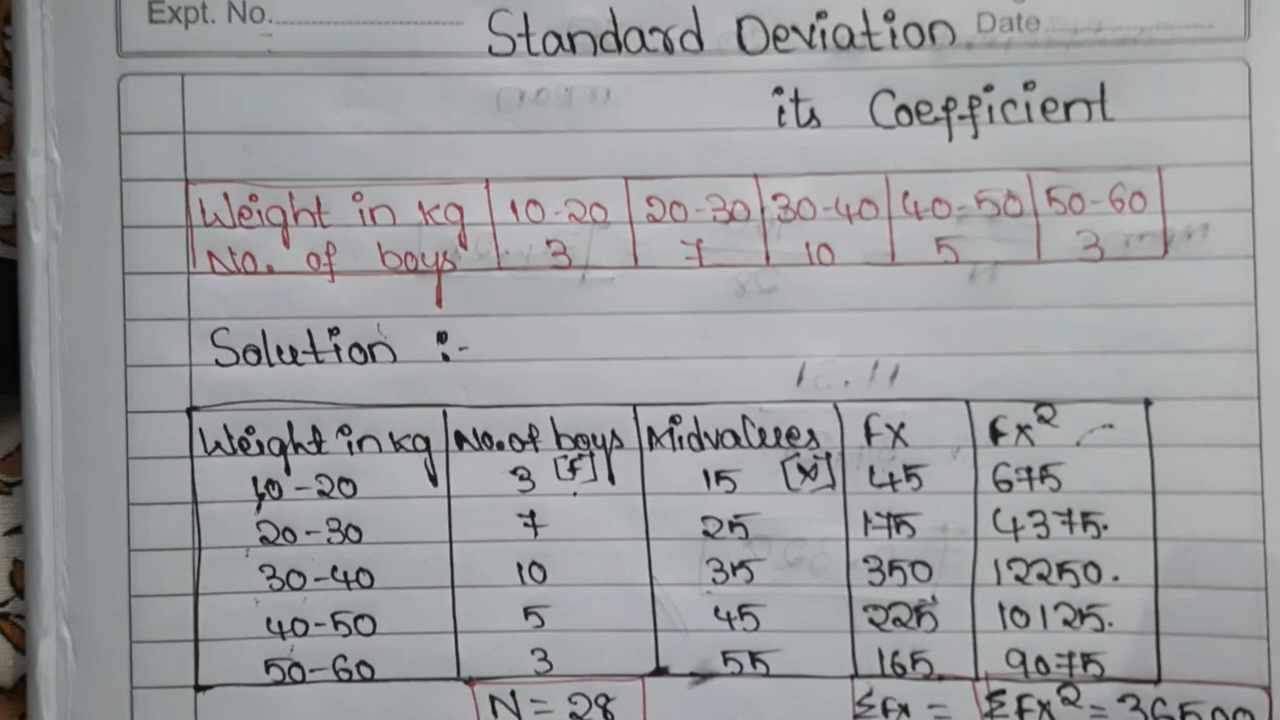 Expt. No.
Standard Deviation Date
its Coefficient
Weight in kg 10-20 20-30 30-40 40-50 50-60
No. of boys 3 7 10 5 3
Solution :-
Weight in kg No. of boys [f] Midvalues [x] fx fx²
10-20 3 15 45 675
20-30 7 25 175 4375.
30-40 10 35 350 12250.
40-50 5 45 225 10125.
50-60 3 55 165 9075
N = 28 Σfx = Σfx² = 36500